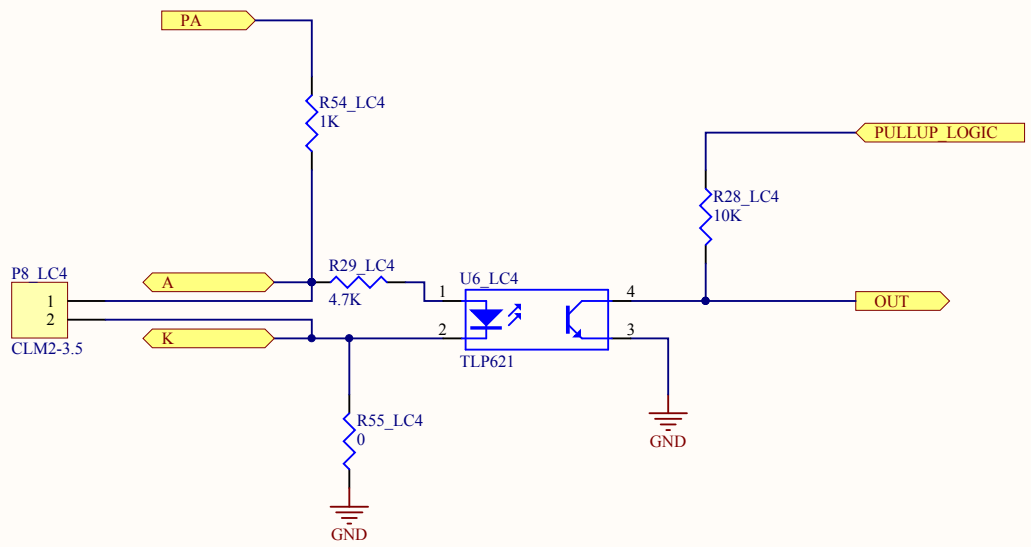 PA
R54_LC4
1K
PULLUP_LOGIC
R28_LC4
10K
P8_LC4
1
2
CLM2-3.5
A
K
R29_LC4
4.7K
U6_LC4
1
2
4
3
TLP621
OUT
R55_LC4
0
GND
GND